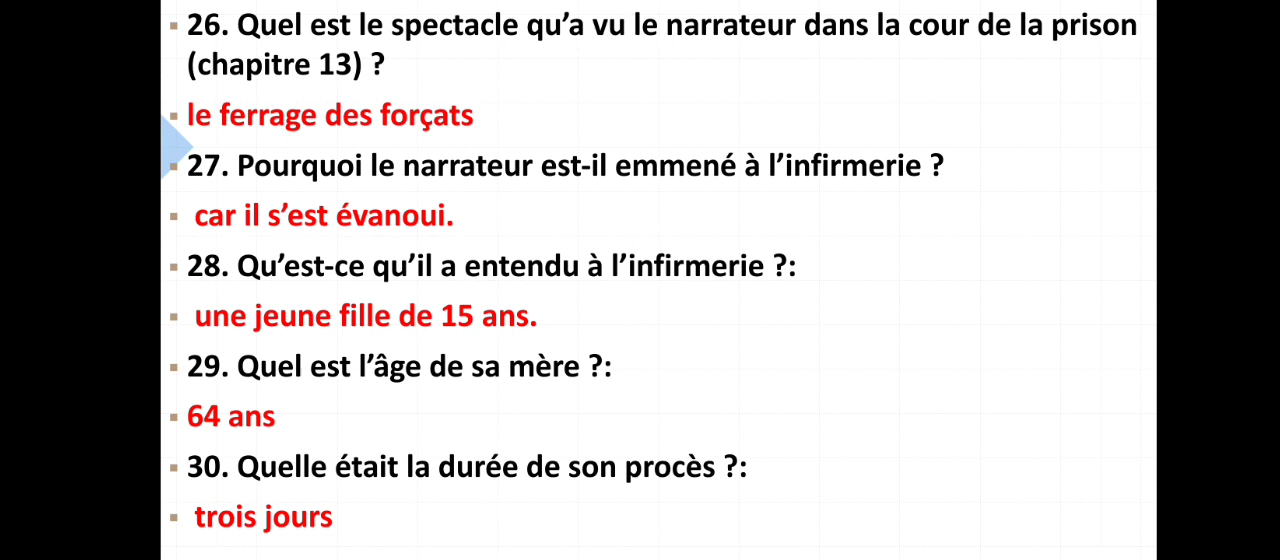 26. Quel est le spectacle qu’a vu le narrateur dans la cour de la prison
(chapitre 13) ?
le ferrage des forçats
27. Pourquoi le narrateur est-il emmené à l’infirmerie ?
car il s’est évanoui.
28. Qu’est-ce qu’il a entendu à l’infirmerie ?:
une jeune fille de 15 ans.
29. Quel est l’âge de sa mère ?:
64 ans
30. Quelle était la durée de son procès ?:
trois jours